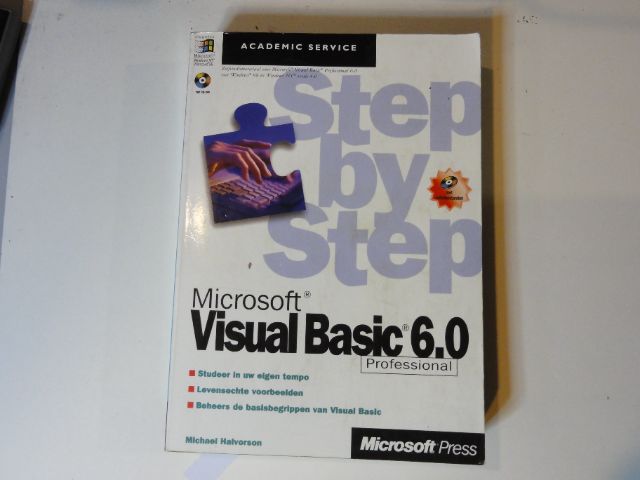 ACADEMIC SERVICE
Step
by
Step
Microsoft®
Visual Basic® 6.0
Professional
Studeer in uw eigen tempo
Levensechte voorbeelden
Beheers de basisbegrippen van Visual Basic
Michael Halvorson
Microsoft Press